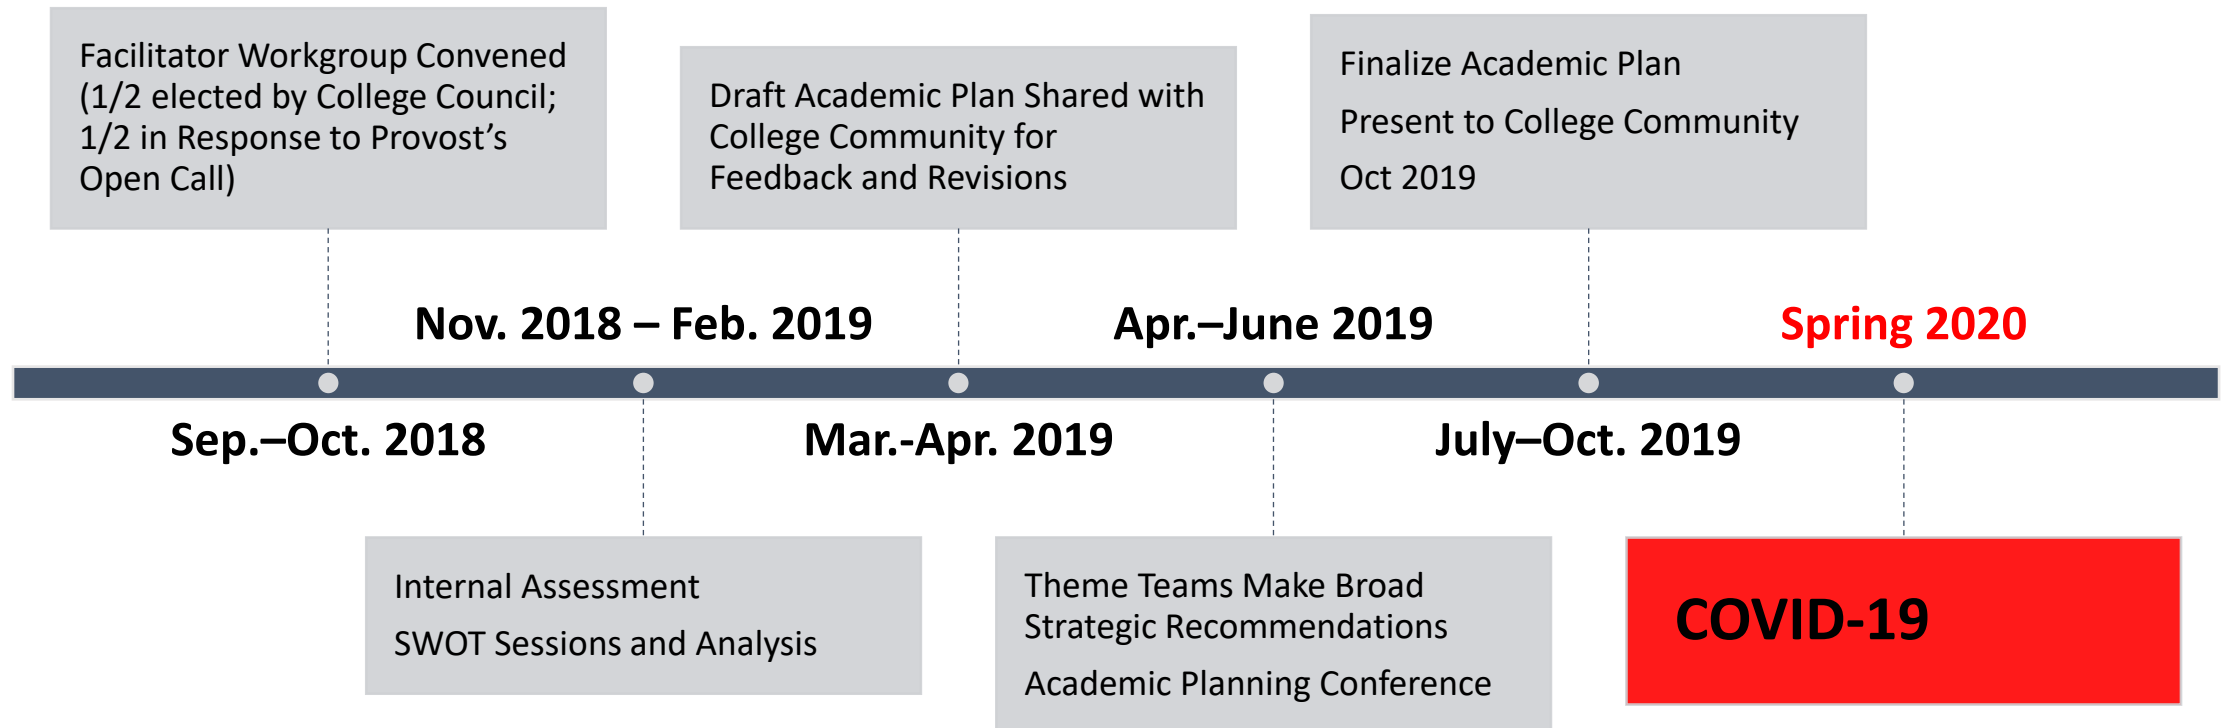 Facilitator Workgroup Convened
(1/2 elected by College Council;
1/2 in Response to Provost’s
Open Call)
Draft Academic Plan Shared with
College Community for
Feedback and Revisions
Finalize Academic Plan
Present to College Community
Oct 2019
Nov. 2018 – Feb. 2019
Apr.–June 2019
Spring 2020
Sep.–Oct. 2018
Mar.-Apr. 2019
July–Oct. 2019
Internal Assessment
SWOT Sessions and Analysis
Theme Teams Make Broad
Strategic Recommendations
Academic Planning Conference
COVID-19